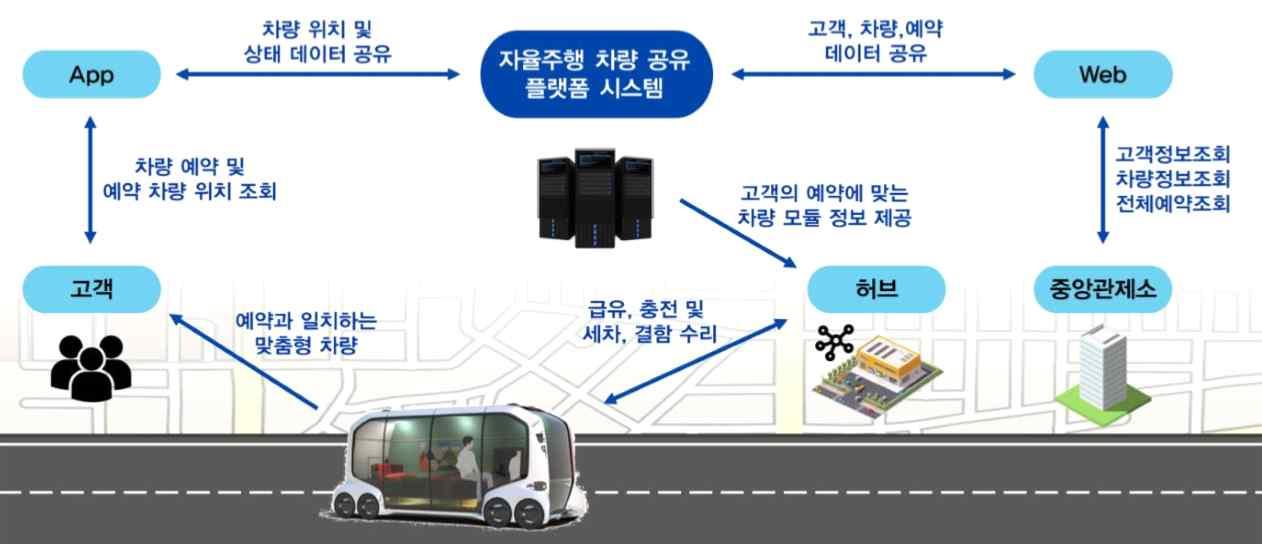 차량 위치 및
상태 데이터 공유
고객, 차량,예약
데이터 공유
App
자율주행 차량 공유
플랫폼 시스템
Web
차량 예약 및
예약 차량 위치 조회
고객의 예약에 맞는
차량 모듈 정보 제공
고객정보조회
차량정보조회
전체예약조회
고객
허브
중앙관제소
예약과 일치하는
맞춤형 차량
급유, 충전 및
세차, 결함 수리